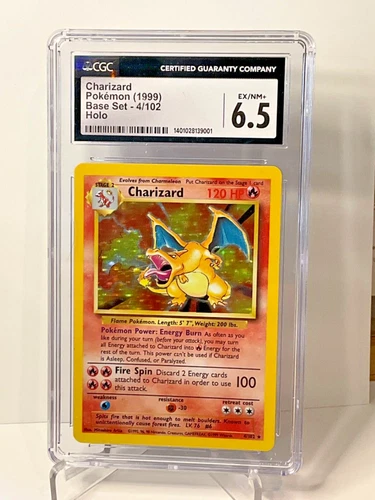 CGC
CERTIFIED GUARANTY COMPANY
Charizard
Pokémon (1999)
Base Set - 4/102
Holo
EX/NM+
6.5
1401028139001
Evolves from Charmeleon Put Charizard on the Stage 1 card
STAGE 2
Charizard 120 HP
Flame Pokémon. Length: 5' 7", Weight: 200 lbs.
Pokémon Power: Energy Burn As often as you
like during your turn (before your attack), you may turn
all Energy attached to Charizard into Energy for
the rest of the turn. This power can't be used if Charizard
is Asleep, Confused, or Paralyzed.
Fire Spin Discard 2 Energy cards
attached to Charizard in order to use
this attack.
100
weakness resistance retreat cost
-30
Spits fire that is hot enough to melt boulders. Known to
unintentionally cause forest fires. LV. 76 #6
4/102